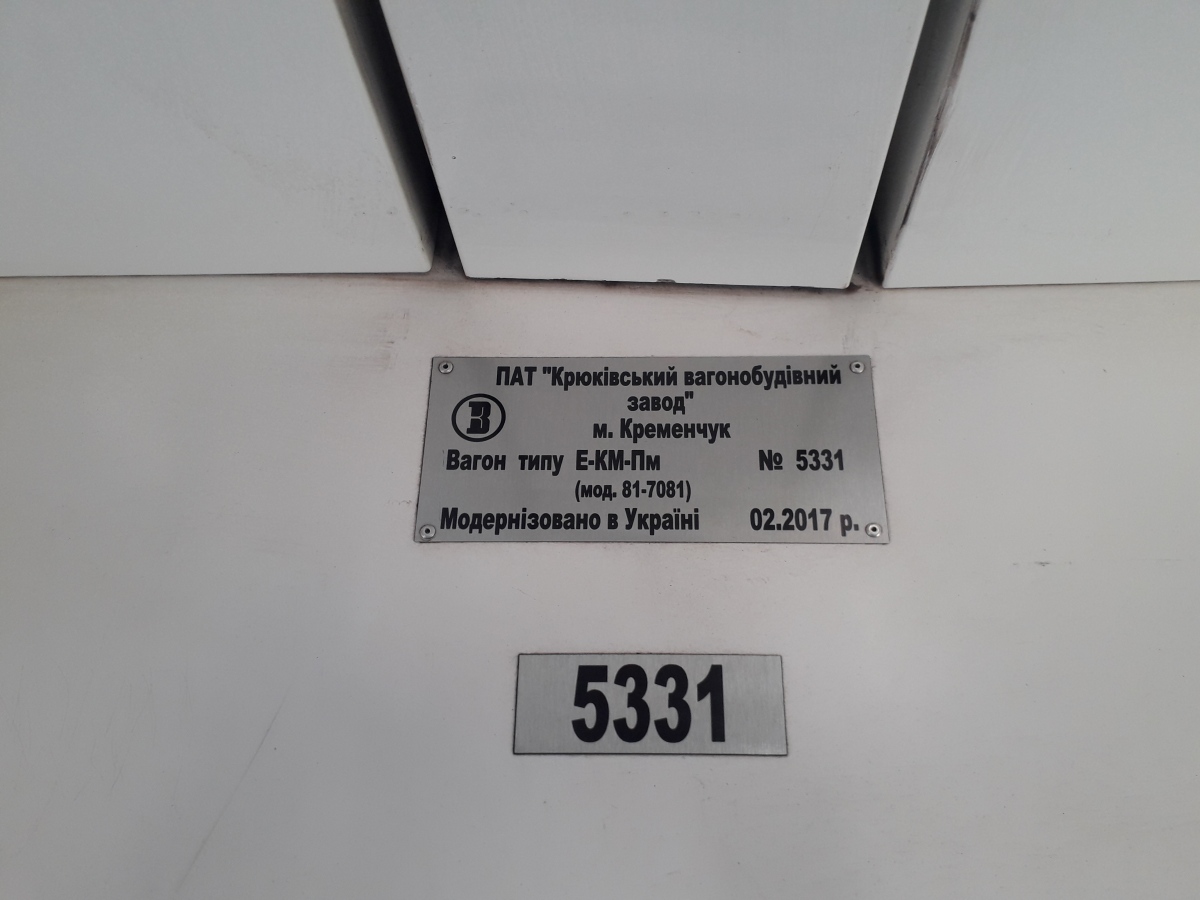 ПАТ "Крюківський вагонобудівний
завод"
В
м. Кременчук
Вагон типу Е-КМ-Пм № 5331
(мод. 81-7081)
Модернізовано в Україні 02.2017 р.
5331